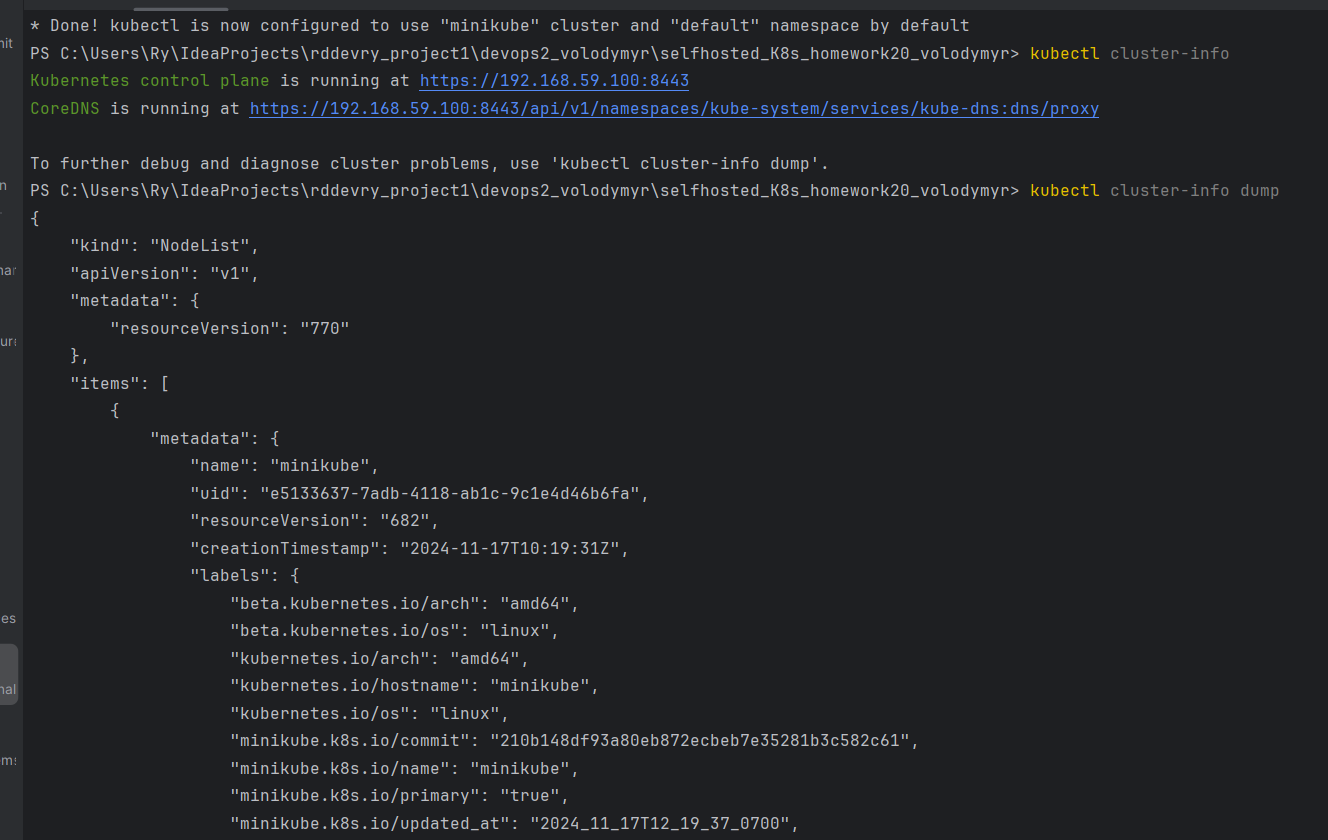 * Done! kubectl is now configured to use "minikube" cluster and "default" namespace by default
PS C:\Users\Ry\IdeaProjects\rddevry_project1\devops2_volodymyr\selfhosted_K8s_homework20_volodymyr> kubectl cluster-info
Kubernetes control plane is running at https://192.168.59.100:8443
CoreDNS is running at https://192.168.59.100:8443/api/v1/namespaces/kube-system/services/kube-dns:dns/proxy

To further debug and diagnose cluster problems, use 'kubectl cluster-info dump'.
PS C:\Users\Ry\IdeaProjects\rddevry_project1\devops2_volodymyr\selfhosted_K8s_homework20_volodymyr> kubectl cluster-info dump
{
    "kind": "NodeList",
    "apiVersion": "v1",
    "metadata": {
        "resourceVersion": "770"
    },
    "items": [
        {
            "metadata": {
                "name": "minikube",
                "uid": "e5133637-7adb-4118-ab1c-9c1e4d46b6fa",
                "resourceVersion": "682",
                "creationTimestamp": "2024-11-17T10:19:31Z",
                "labels": {
                    "beta.kubernetes.io/arch": "amd64",
                    "beta.kubernetes.io/os": "linux",
                    "kubernetes.io/arch": "amd64",
                    "kubernetes.io/hostname": "minikube",
                    "kubernetes.io/os": "linux",
                    "minikube.k8s.io/commit": "210b148df93a80eb872ecbeb7e35281b3c582c61",
                    "minikube.k8s.io/name": "minikube",
                    "minikube.k8s.io/primary": "true",
                    "minikube.k8s.io/updated_at": "2024_11_17T12_19_37_0700",